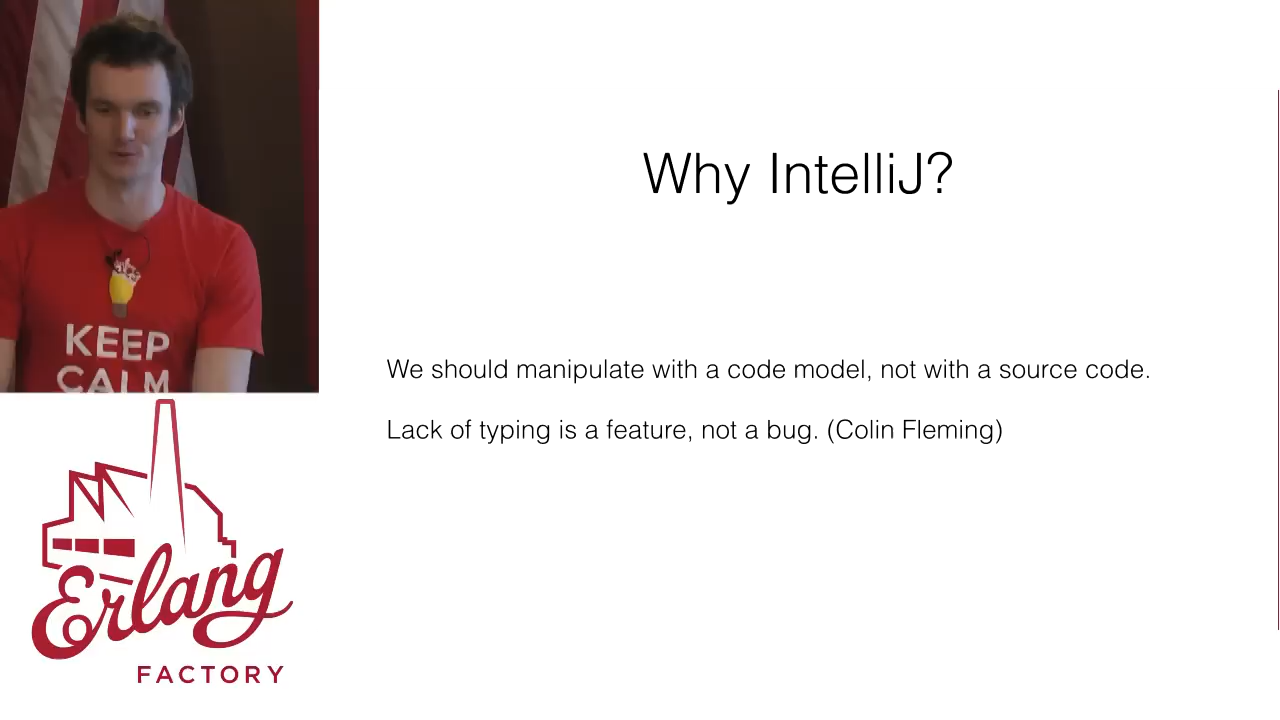 KEEP
CALM
Why IntelliJ?
We should manipulate with a code model, not with a source code.
Lack of typing is a feature, not a bug. (Colin Fleming)
Erlang
FACTORY